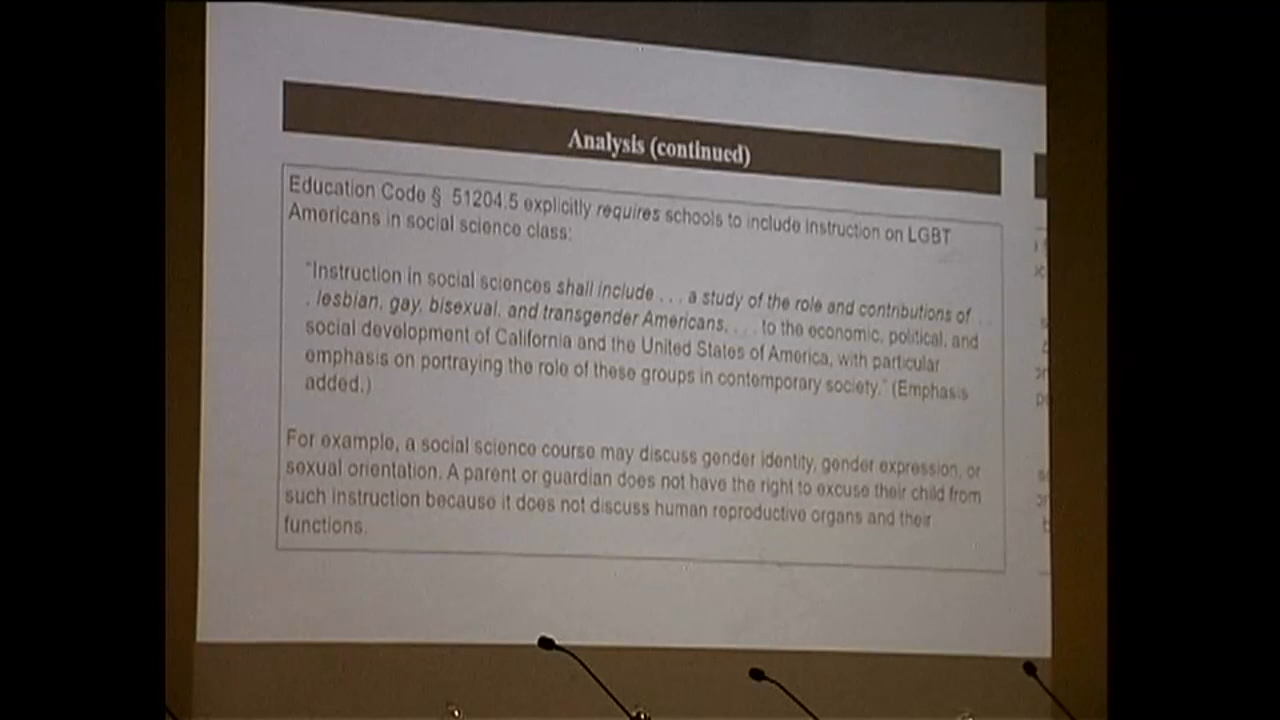 Analysis (continued)
Education Code § 51204.5 explicitly requires schools to include instruction on LGBT
Americans in social science class:
"Instruction in social sciences shall include . . . a study of the role and contributions of . .
. lesbian, gay, bisexual, and transgender Americans, . . . to the economic, political, and
social development of California and the United States of America, with particular
emphasis on portraying the role of these groups in contemporary society." (Emphasis
added.)
For example, a social science course may discuss gender identity, gender expression, or
sexual orientation. A parent or guardian does not have the right to excuse their child from
such instruction because it does not discuss human reproductive organs and their
functions.